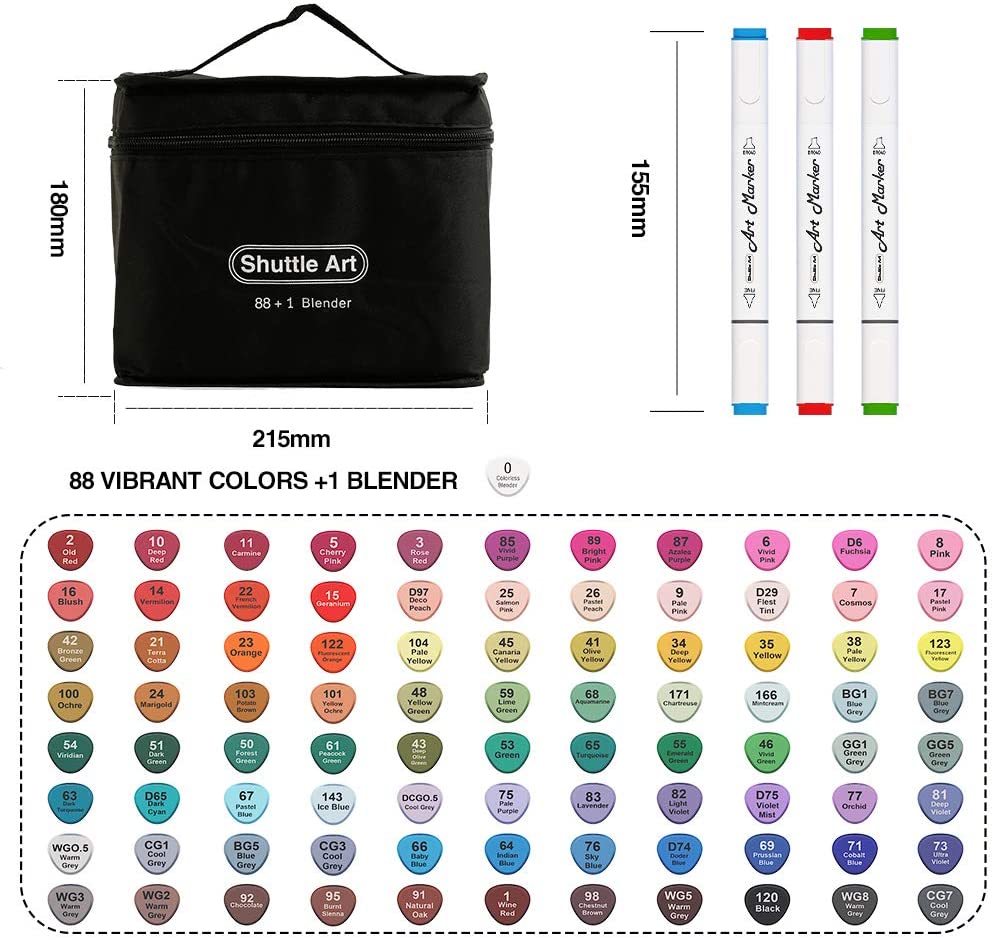 180mm
Shuttle Art
88 + 1 Blender
215mm
155mm
BROAD
Art Marker
Shuttle Art
FINE
BROAD
Art Marker
Shuttle Art
FINE
BROAD
Art Marker
Shuttle Art
FINE
88 VIBRANT COLORS +1 BLENDER
0
Colorless
Blender
2
Old
Red
10
Deep
Red
11
Carmine
5
Cherry
Pink
3
Rose
Red
85
Vivid
Purple
89
Bright
Pink
87
Azalea
Purple
6
Vivid
Pink
D6
Fuchsia
8
Pink
16
Blush
14
Vermilion
22
French
Vermilion
15
Geranium
D97
Deco
Peach
25
Salmon
Pink
26
Pastel
Peach
9
Pale
Pink
D29
Flest
Tint
7
Cosmos
17
Pastel
Pink
42
Bronze
Green
21
Terra
Cotta
23
Orange
122
Fluorescent
Orange
104
Pale
Yellow
45
Canaria
Yellow
41
Olive
Yellow
34
Deep
Yellow
35
Yellow
38
Pale
Yellow
123
Fluorescent
Yellow
100
Ochre
24
Marigold
103
Potato
Brown
101
Yellow
Ochre
48
Yellow
Green
59
Lime
Green
68
Aquamarine
171
Chartreuse
166
Mintcream
BG1
Blue
Grey
BG7
Blue
Grey
54
Viridian
51
Dark
Green
50
Forest
Green
61
Peacock
Green
43
Deep
Olive
Green
53
Green
65
Turquoise
55
Emerald
Green
46
Vivid
Green
GG1
Green
Grey
GG5
Green
Grey
63
Dark
Turquoise
D65
Dark
Cyan
67
Pastel
Blue
143
Ice Blue
DCGO.5
Cool Grey
75
Pale
Purple
83
Lavender
82
Light
Violet
D75
Violet
Mist
77
Orchid
81
Deep
Violet
WGO.5
Warm
Grey
CG1
Cool
Grey
BG5
Blue
Grey
CG3
Cool
Grey
66
Baby
Blue
64
Indian
Blue
76
Sky
Blue
D74
Doder
Blue
69
Prussian
Blue
71
Cobalt
Blue
73
Ultra
Violet
WG3
Warm
Grey
WG2
Warm
Grey
92
Chocolate
95
Burnt
Sienna
91
Natural
Oak
1
Wine
Red
98
Chestnut
Brown
WG5
Warm
Grey
120
Black
WG8
Warm
Grey
CG7
Cool
Grey